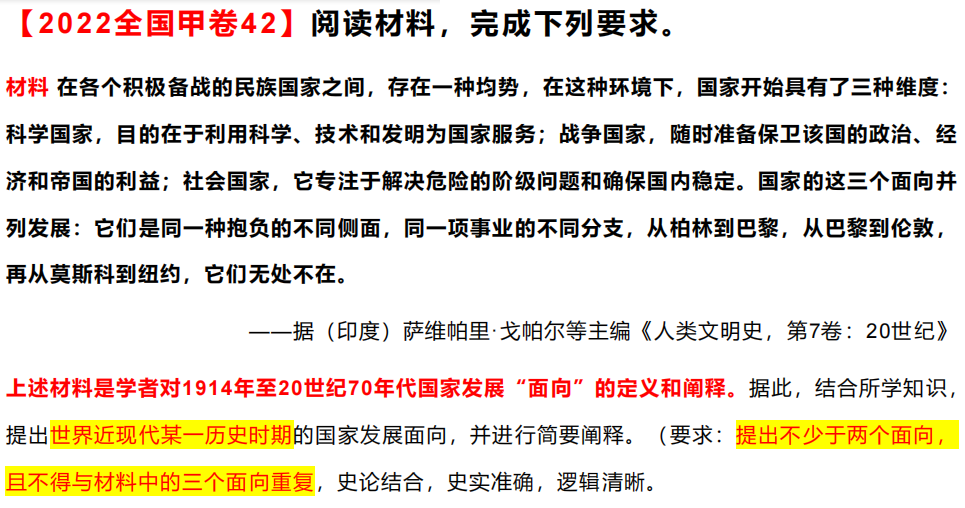 【2022全国甲卷42】阅读材料，完成下列要求。
材料 在各个积极备战的民族国家之间，存在一种均势，在这种环境下，国家开始具有了三种维度：
科学国家，目的在于利用科学、技术和发明为国家服务；战争国家，随时准备保卫该国的政治、经
济和帝国的利益；社会国家，它专注于解决危险的阶级问题和确保国内稳定。国家的这三个面向并
列发展：它们是同一种抱负的不同侧面，同一项事业的不同分支，从柏林到巴黎，从巴黎到伦敦，
再从莫斯科到纽约，它们无处不在。
——据（印度）萨维帕里·戈帕尔等主编《人类文明史，第7卷：20世纪》
上述材料是学者对1914年至20世纪70年代国家发展“面向”的定义和阐释。据此，结合所学知识，
提出世界近现代某一历史时期的国家发展面向，并进行简要阐释。（要求：提出不少于两个面向，
且不得与材料中的三个面向重复，史论结合，史实准确，逻辑清晰。